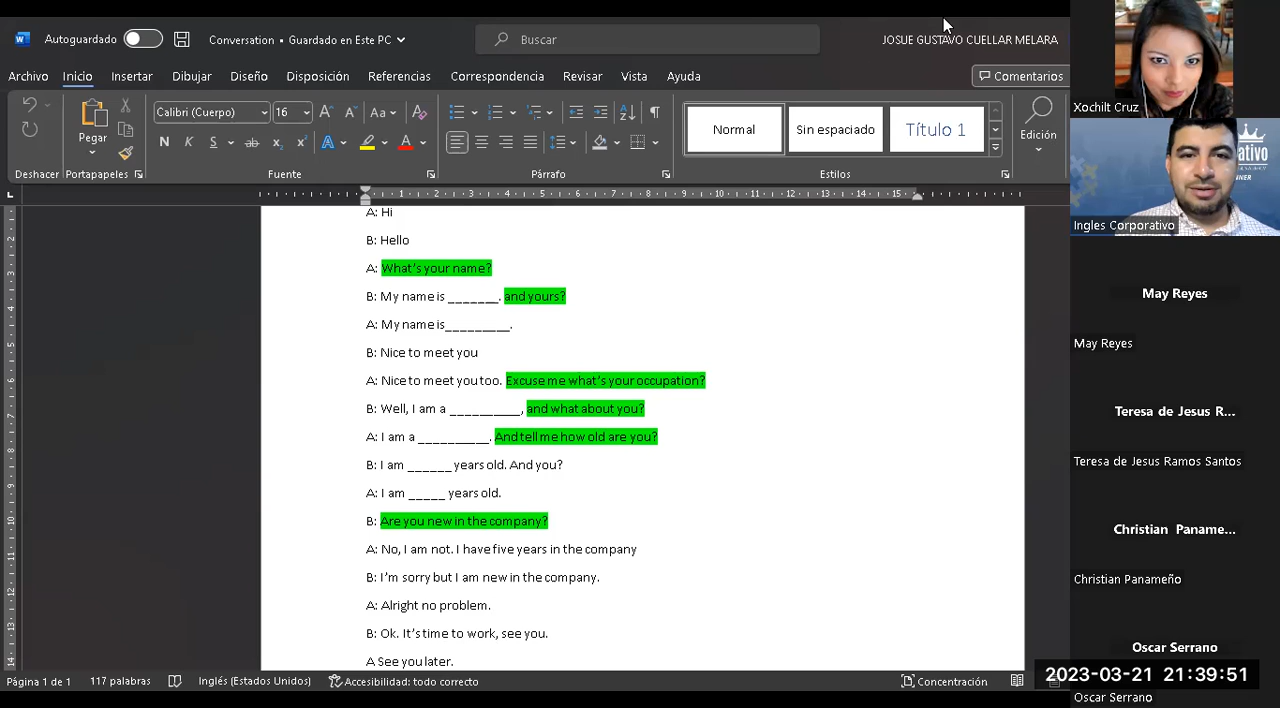 Autoguardado
Conversation • Guardado en Este PC
Buscar
JOSUE GUSTAVO CUELLAR MELARA
Archivo Inicio Insertar Dibujar Diseño Disposición Referencias Correspondencia Revisar Vista Ayuda
Comentarios
Calibri (Cuerpo) 16
Pegar
Normal
Sin espaciado
Título 1
Edición
Deshacer Portapapeles Fuente Párrafo Estilos
A: Hi
B: Hello
A: What's your name?
B: My name is _______. and yours?
A: My name is_________.
B: Nice to meet you
A: Nice to meet you too. Excuse me what's your occupation?
B: Well, I am a __________, and what about you?
A: I am a __________. And tell me how old are you?
B: I am ______ years old. And you?
A: I am _____ years old.
B: Are you new in the company?
A: No, I am not. I have five years in the company
B: I'm sorry but I am new in the company.
A: Alright no problem.
B: Ok. It's time to work, see you.
A See you later.
Página 1 de 1 117 palabras Inglés (Estados Unidos) Accesibilidad: todo correcto Concentración
Xochilt Cruz
Ingles Corporativo
May Reyes
May Reyes
Teresa de Jesus R...
Teresa de Jesus Ramos Santos
Christian Paname...
Christian Panameño
Oscar Serrano
2023-03-21 21:39:51
Oscar Serrano